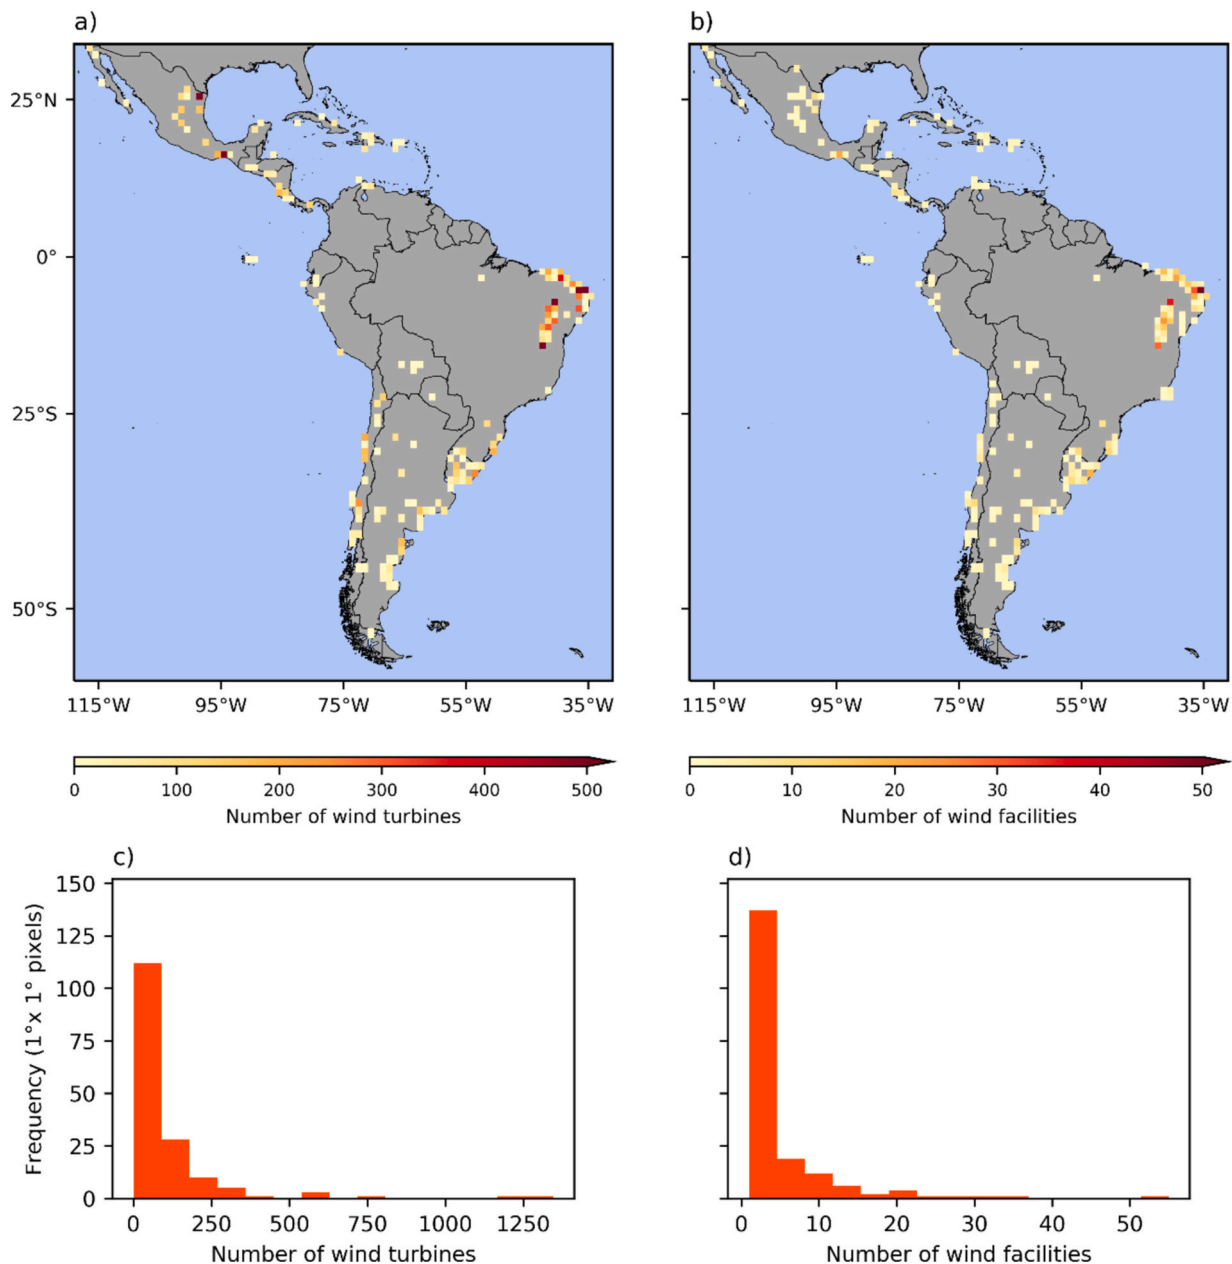 a)
b)
25°N
0°
25°S
50°S
115°W 95°W 75°W 55°W 35°W
115°W 95°W 75°W 55°W 35°W
0 100 200 300 400 500
Number of wind turbines
0 10 20 30 40 50
Number of wind facilities
c)
d)
150
125
100
75
50
25
0
Frequency (1°x 1° pixels)
0 250 500 750 1000 1250
Number of wind turbines
0 10 20 30 40 50
Number of wind facilities